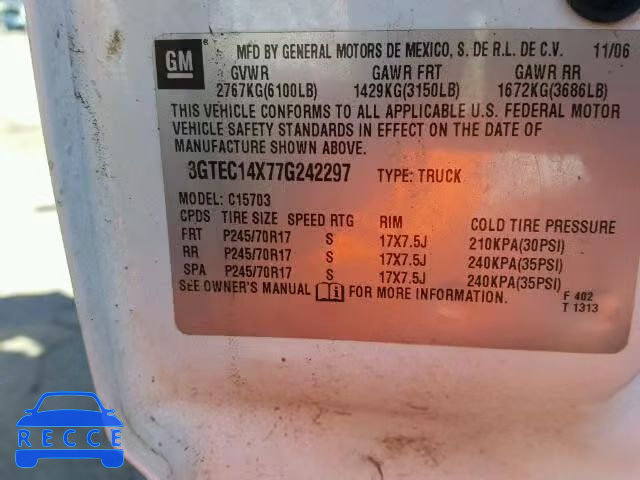 GM ® MFD BY GENERAL MOTORS DE MEXICO, S. DE R.L. DE C.V. 11/06
GVWR GAWR FRT GAWR RR
2767KG(6100LB) 1429KG(3150LB) 1672KG(3686LB)
THIS VEHICLE CONFORMS TO ALL APPLICABLE U.S. FEDERAL MOTOR
VEHICLE SAFETY STANDARDS IN EFFECT ON THE DATE OF
MANUFACTURE SHOWN ABOVE.
3GTEC14X77G242297 TYPE: TRUCK
MODEL: C15703
CPDS TIRE SIZE SPEED RTG RIM COLD TIRE PRESSURE
FRT P245/70R17 S 17X7.5J 210KPA(30PSI)
RR P245/70R17 S 17X7.5J 240KPA(35PSI)
SPA P245/70R17 S 17X7.5J 240KPA(35PSI)
SEE OWNER'S MANUAL i FOR MORE INFORMATION.
F 402
T 1313
RECCE